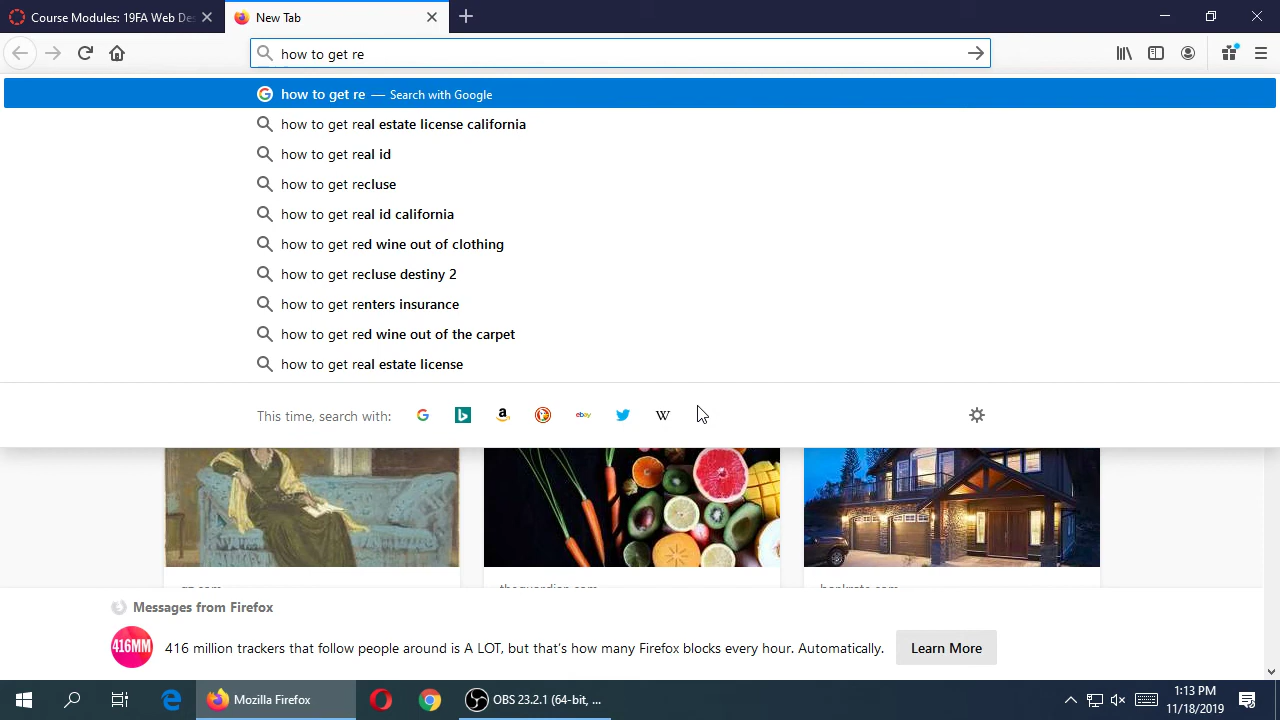 Course Modules: 19FA Web De
New Tab
how to get re
how to get re — Search with Google
how to get real estate license california
how to get real id
how to get recluse
how to get real id california
how to get red wine out of clothing
how to get recluse destiny 2
how to get renters insurance
how to get red wine out of the carpet
how to get real estate license
This time, search with:
ebay
W
Messages from Firefox
416MM
416 million trackers that follow people around is A LOT, but that's how many Firefox blocks every hour. Automatically.
Learn More
Mozilla Firefox
OBS 23.2.1 (64-bit, ...
1:13 PM
11/18/2019